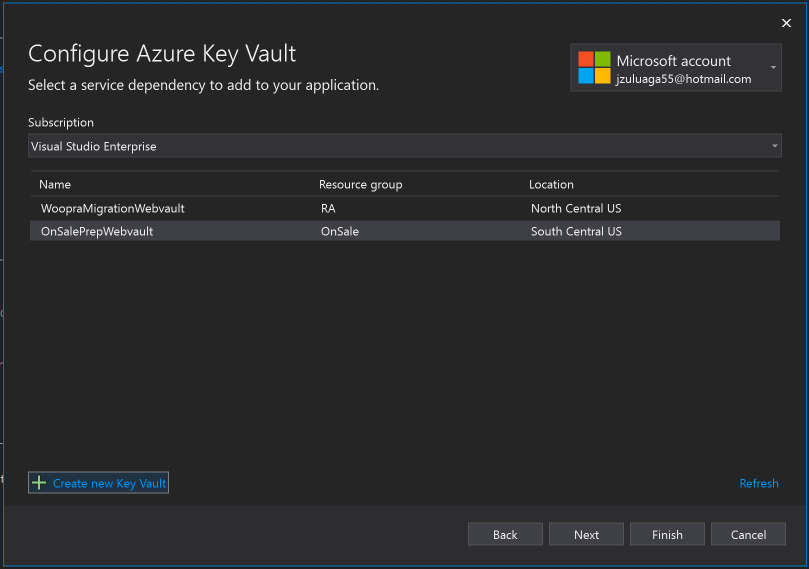 Configure Azure Key Vault
Select a service dependency to add to your application.
Microsoft account
jzuluaga55@hotmail.com
Subscription
Visual Studio Enterprise
Name Resource group Location
WoopraMigrationWebvault RA North Central US
OnSalePrepWebvault OnSale South Central US
Create new Key Vault
Refresh
Back Next Finish Cancel